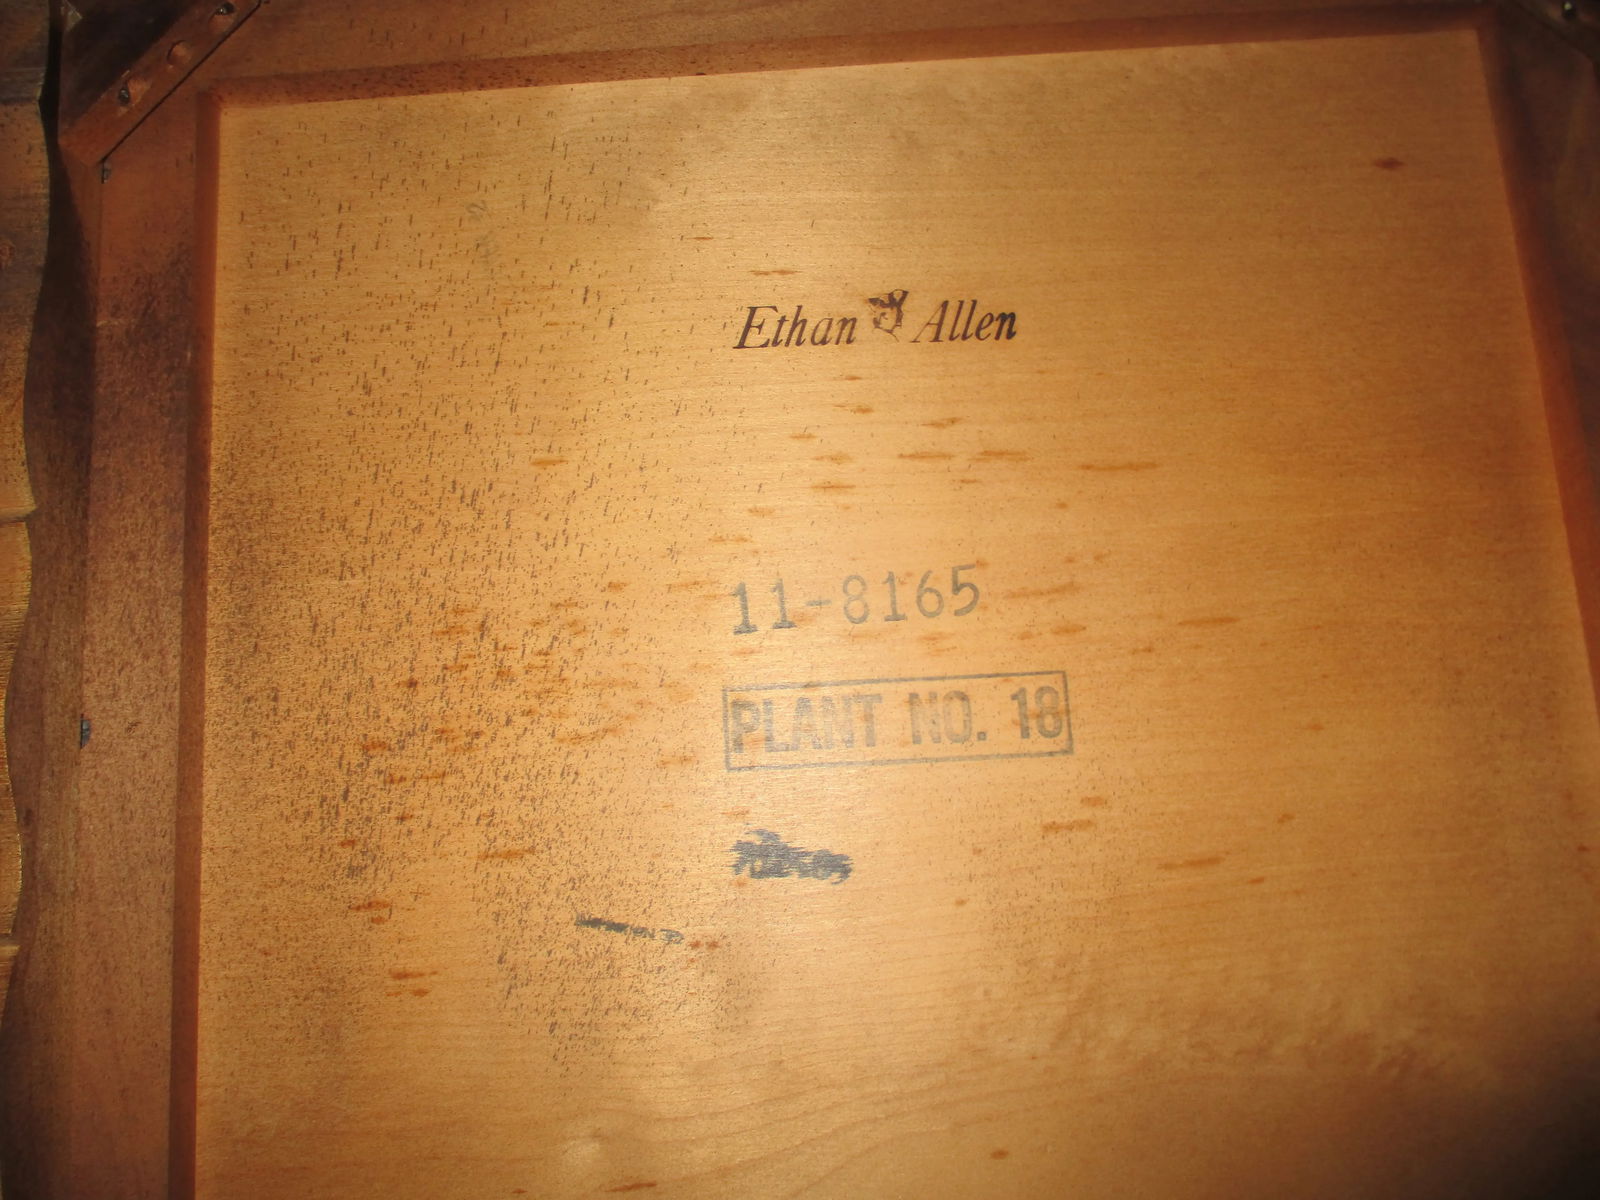 Ethan Allen
11-8165
PLANT NO. 18